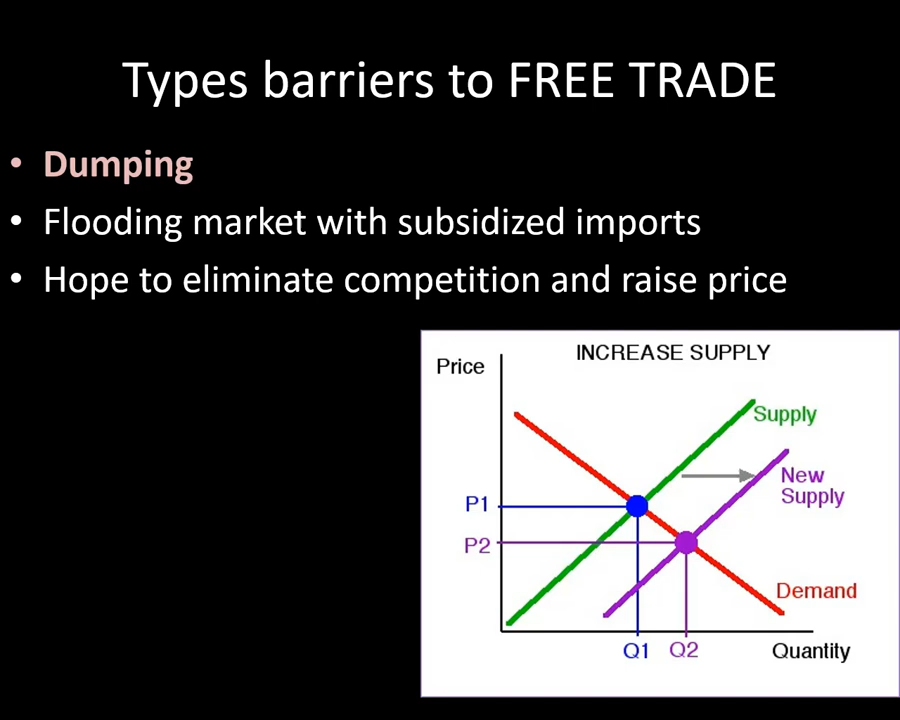 Types barriers to FREE TRADE
• Dumping
• Flooding market with subsidized imports
• Hope to eliminate competition and raise price
INCREASE SUPPLY
Price
Supply
New
Supply
P1
P2
Demand
Q1 Q2
Quantity